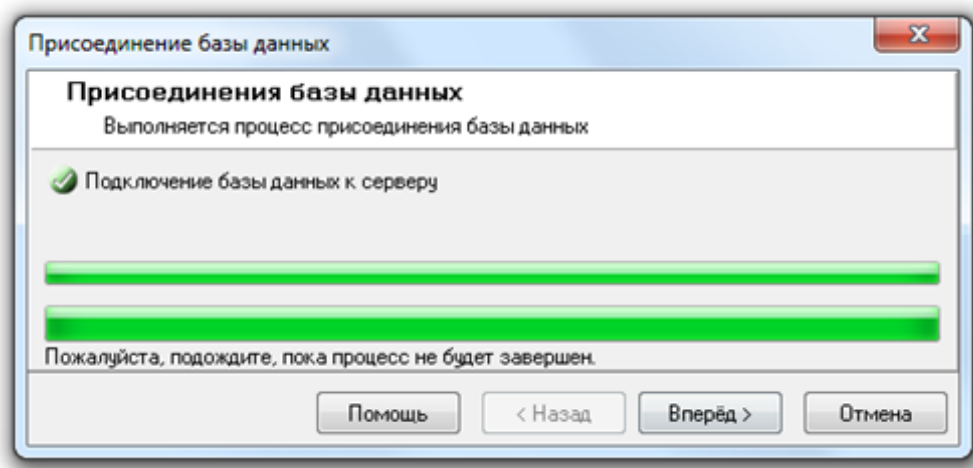 Присоединение базы данных
Присоединения базы данных
Выполняется процесс присоединения базы данных
Подключение базы данных к серверу
Пожалуйста, подождите, пока процесс не будет завершен.
Помощь < Назад Вперёд > Отмена